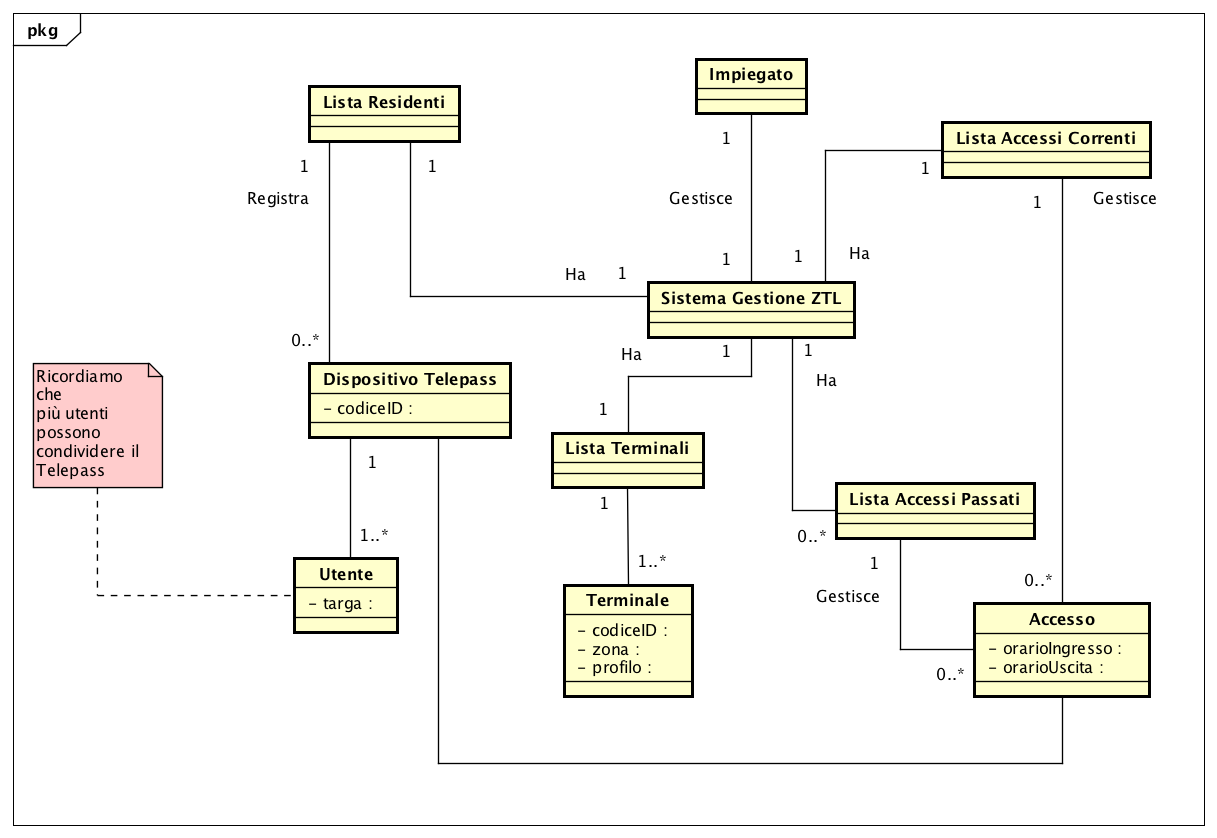 pkg
Impiegato
Lista Residenti
Lista Accessi Correnti
1
1
1
1
Registra
Gestisce
1
Gestisce
1
1
Ha
Ha
1
Sistema Gestione ZTL
0..*
Ha
1
1
Ha
Ricordiamo
che
più utenti
possono
condividere il
Telepass
Dispositivo Telepass
- codiceID :
1
Lista Terminali
1
1
Lista Accessi Passati
1..*
0..*
1..*
1
0..*
Gestisce
Utente
- targa :
Terminale
- codiceID :
- zona :
- profilo :
Accesso
- orarioIngresso :
- orarioUscita :
0..*